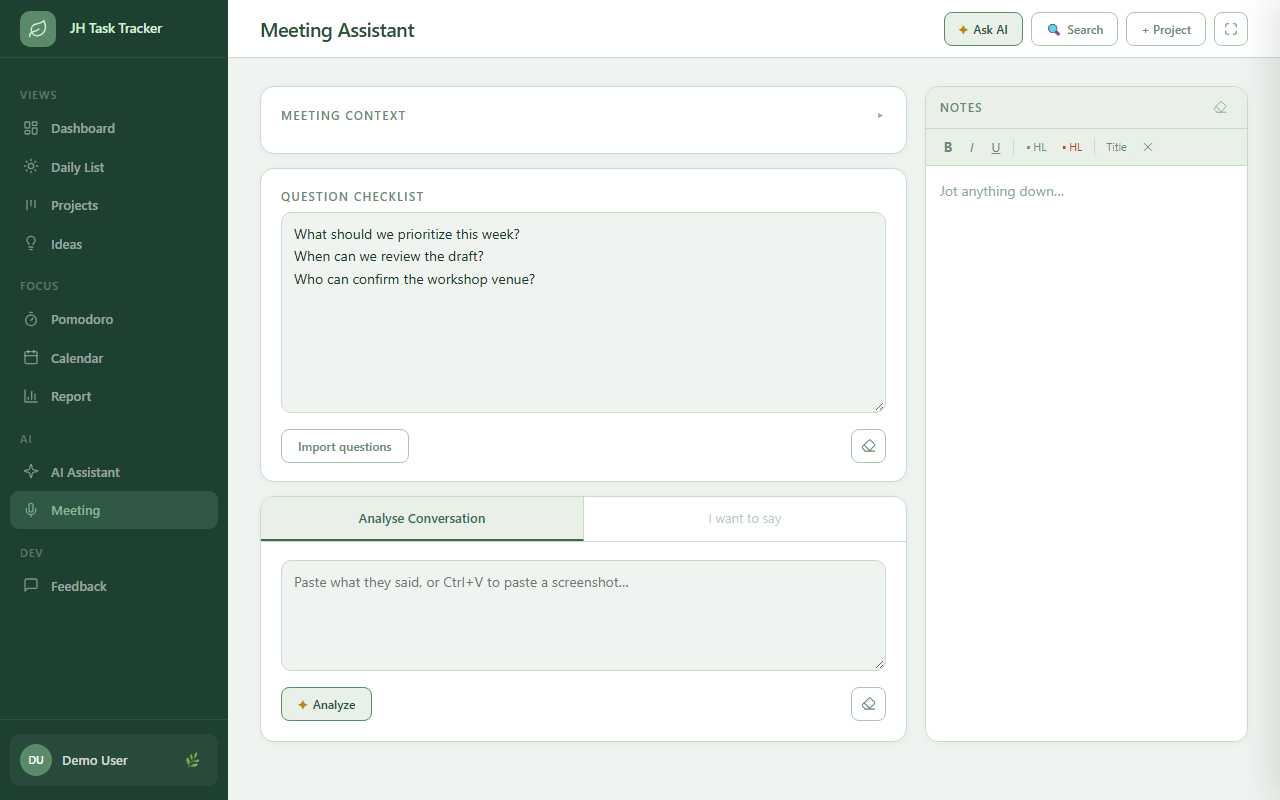 JH Task Tracker
VIEWS
Dashboard
Daily List
Projects
Ideas
FOCUS
Pomodoro
Calendar
Report
AI
AI Assistant
Meeting
DEV
Feedback
DU
Demo User
Meeting Assistant
Ask AI
Search
+ Project
MEETING CONTEXT
QUESTION CHECKLIST
What should we prioritize this week?
When can we review the draft?
Who can confirm the workshop venue?
Import questions
Analyse Conversation
I want to say
Paste what they said, or Ctrl+V to paste a screenshot...
Analyze
NOTES
B I U HL HL Title
Jot anything down...